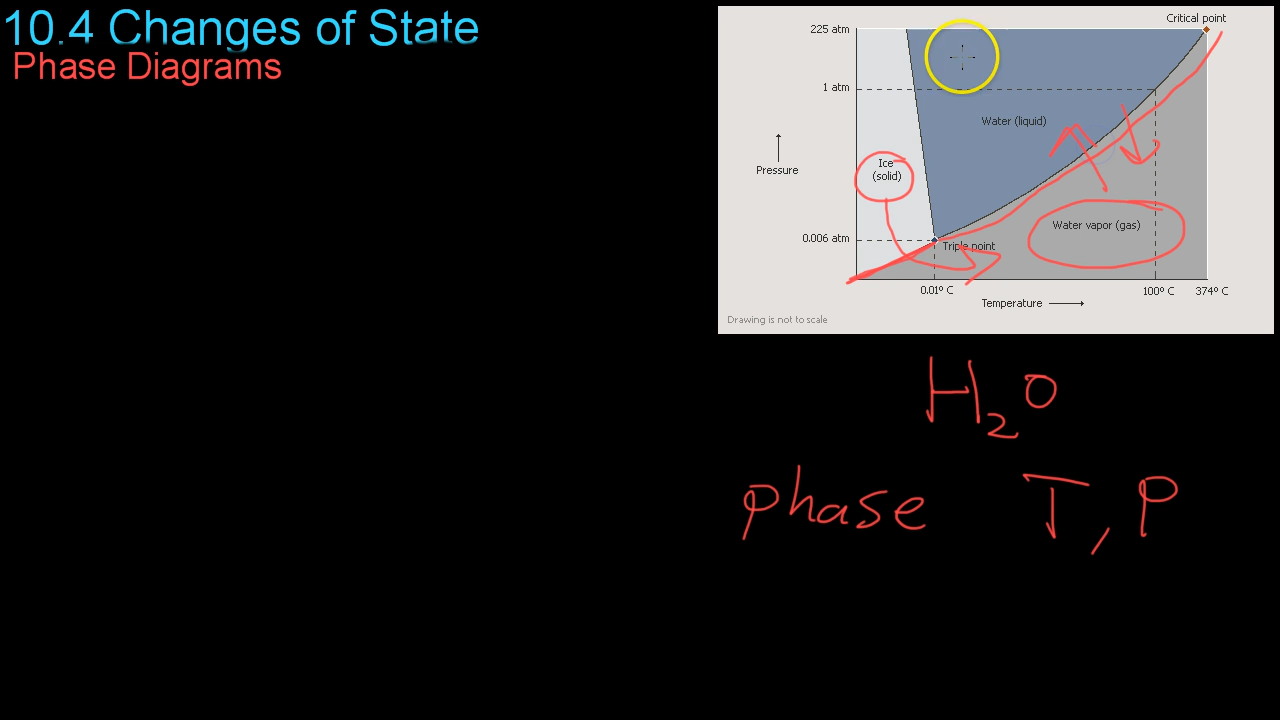 10.4 Changes of State
Phase Diagrams
Critical point
225 atm
1 atm
Water (liquid)
Pressure
Ice
(solid)
Water vapor (gas)
0.006 atm
Triple point
0.01° C
100° C
374° C
Temperature
Drawing is not to scale
H₂O
phase T, P